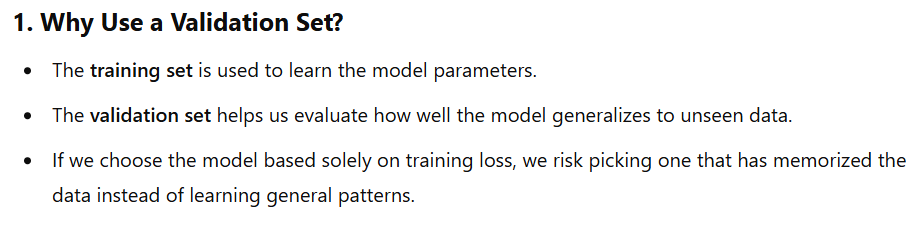 1. Why Use a Validation Set?
• The training set is used to learn the model parameters.
• The validation set helps us evaluate how well the model generalizes to unseen data.
• If we choose the model based solely on training loss, we risk picking one that has memorized the
data instead of learning general patterns.